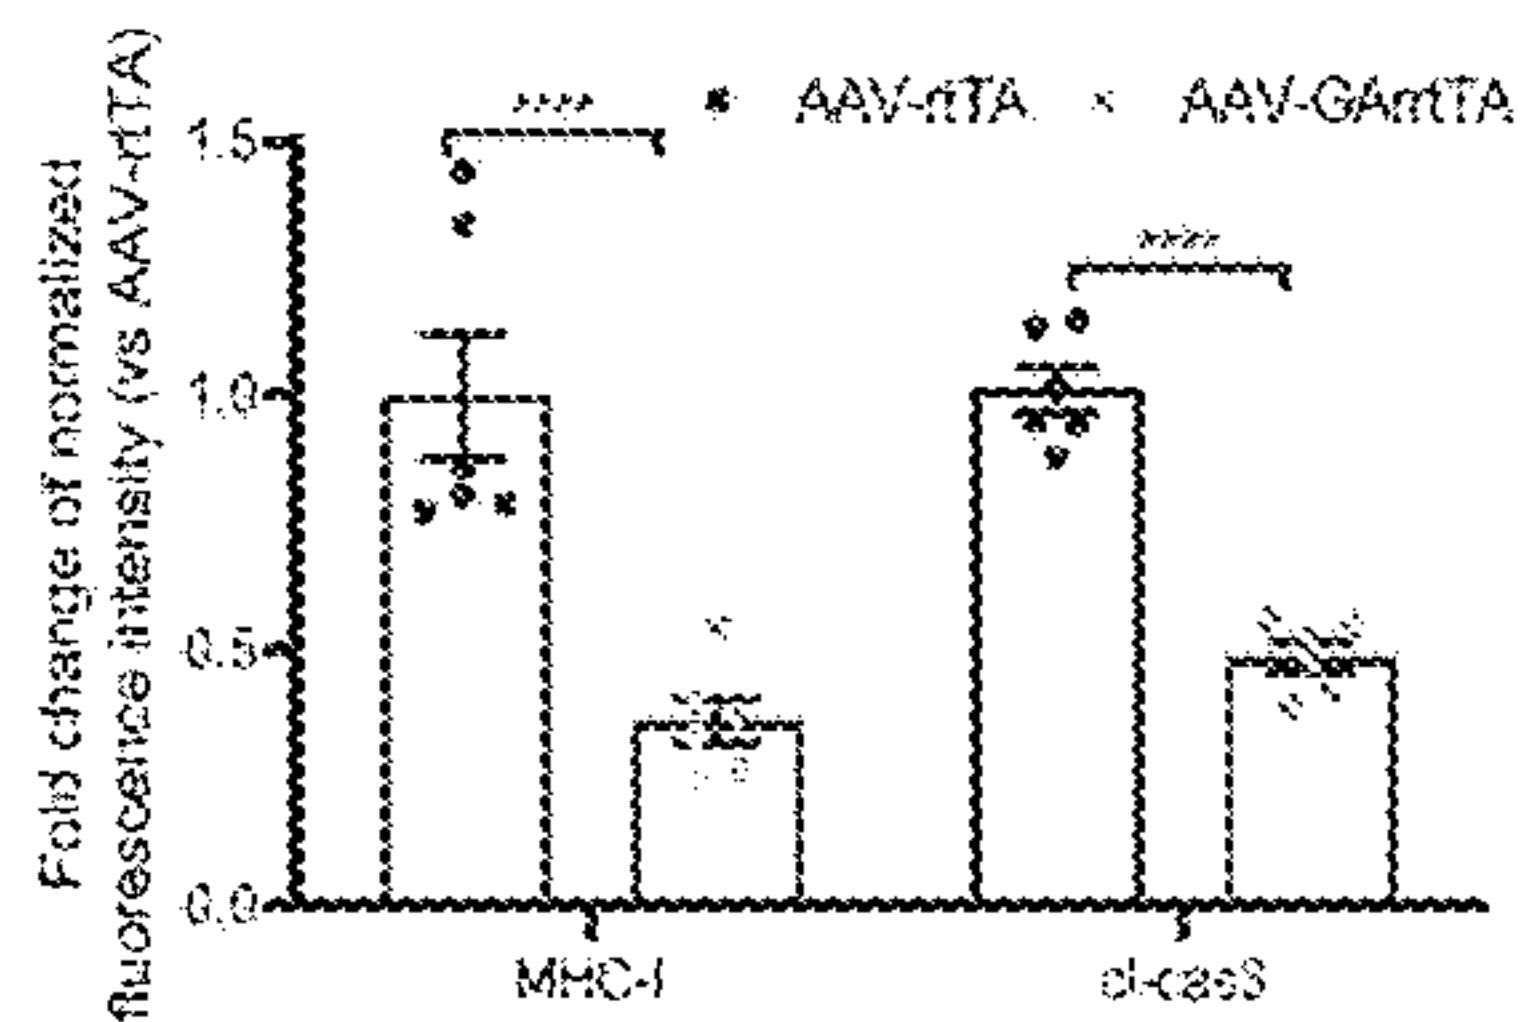 Fold change of normalized
fluorescence intensity (vs AAV-rtTA)
**** AAV-rtTA AAV-GArtTA
1.5
****
1.0
0.5
0.0
MHC-I cl-cas3